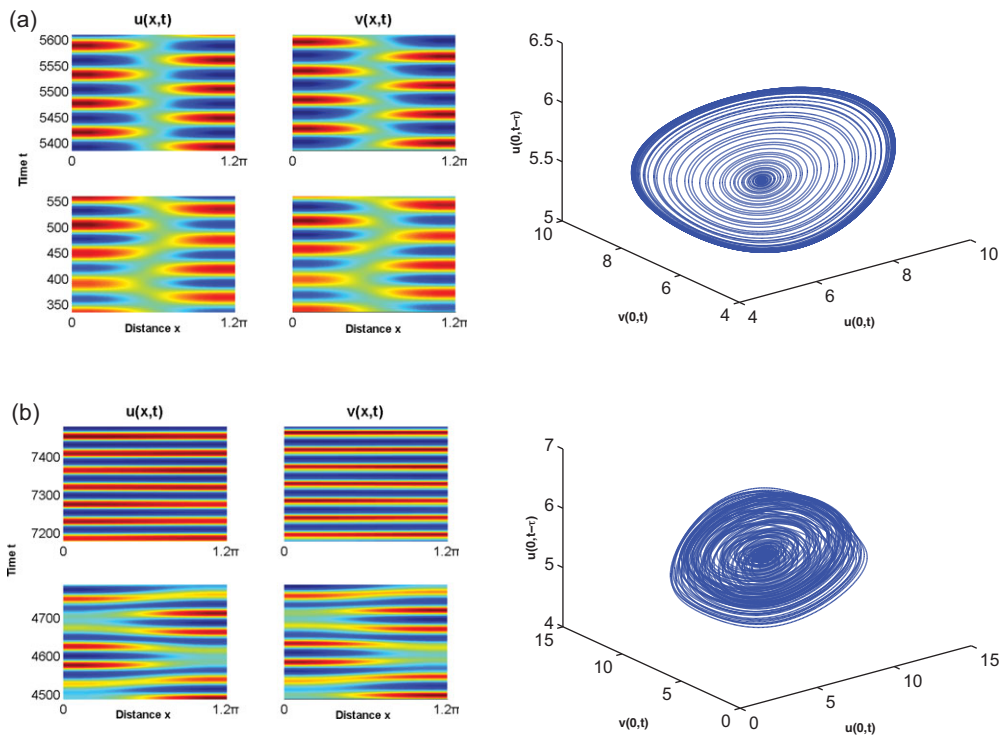 (a)
u(x,t)
v(x,t)
5600
5550
5500
5450
5400
0
1.2π
0
1.2π
Time t
550
500
450
400
350
0
1.2π
0
1.2π
Distance x
Distance x
6.5
6
5.5
5
10
8
6
4
4
6
8
10
u(0,t−τ)
v(0,t)
u(0,t)
(b)
u(x,t)
v(x,t)
7400
7300
7200
0
1.2π
0
1.2π
Time t
4700
4600
4500
0
1.2π
0
1.2π
Distance x
Distance x
7
6
5
4
15
10
5
0
0
5
10
15
u(0,t−τ)
v(0,t)
u(0,t)